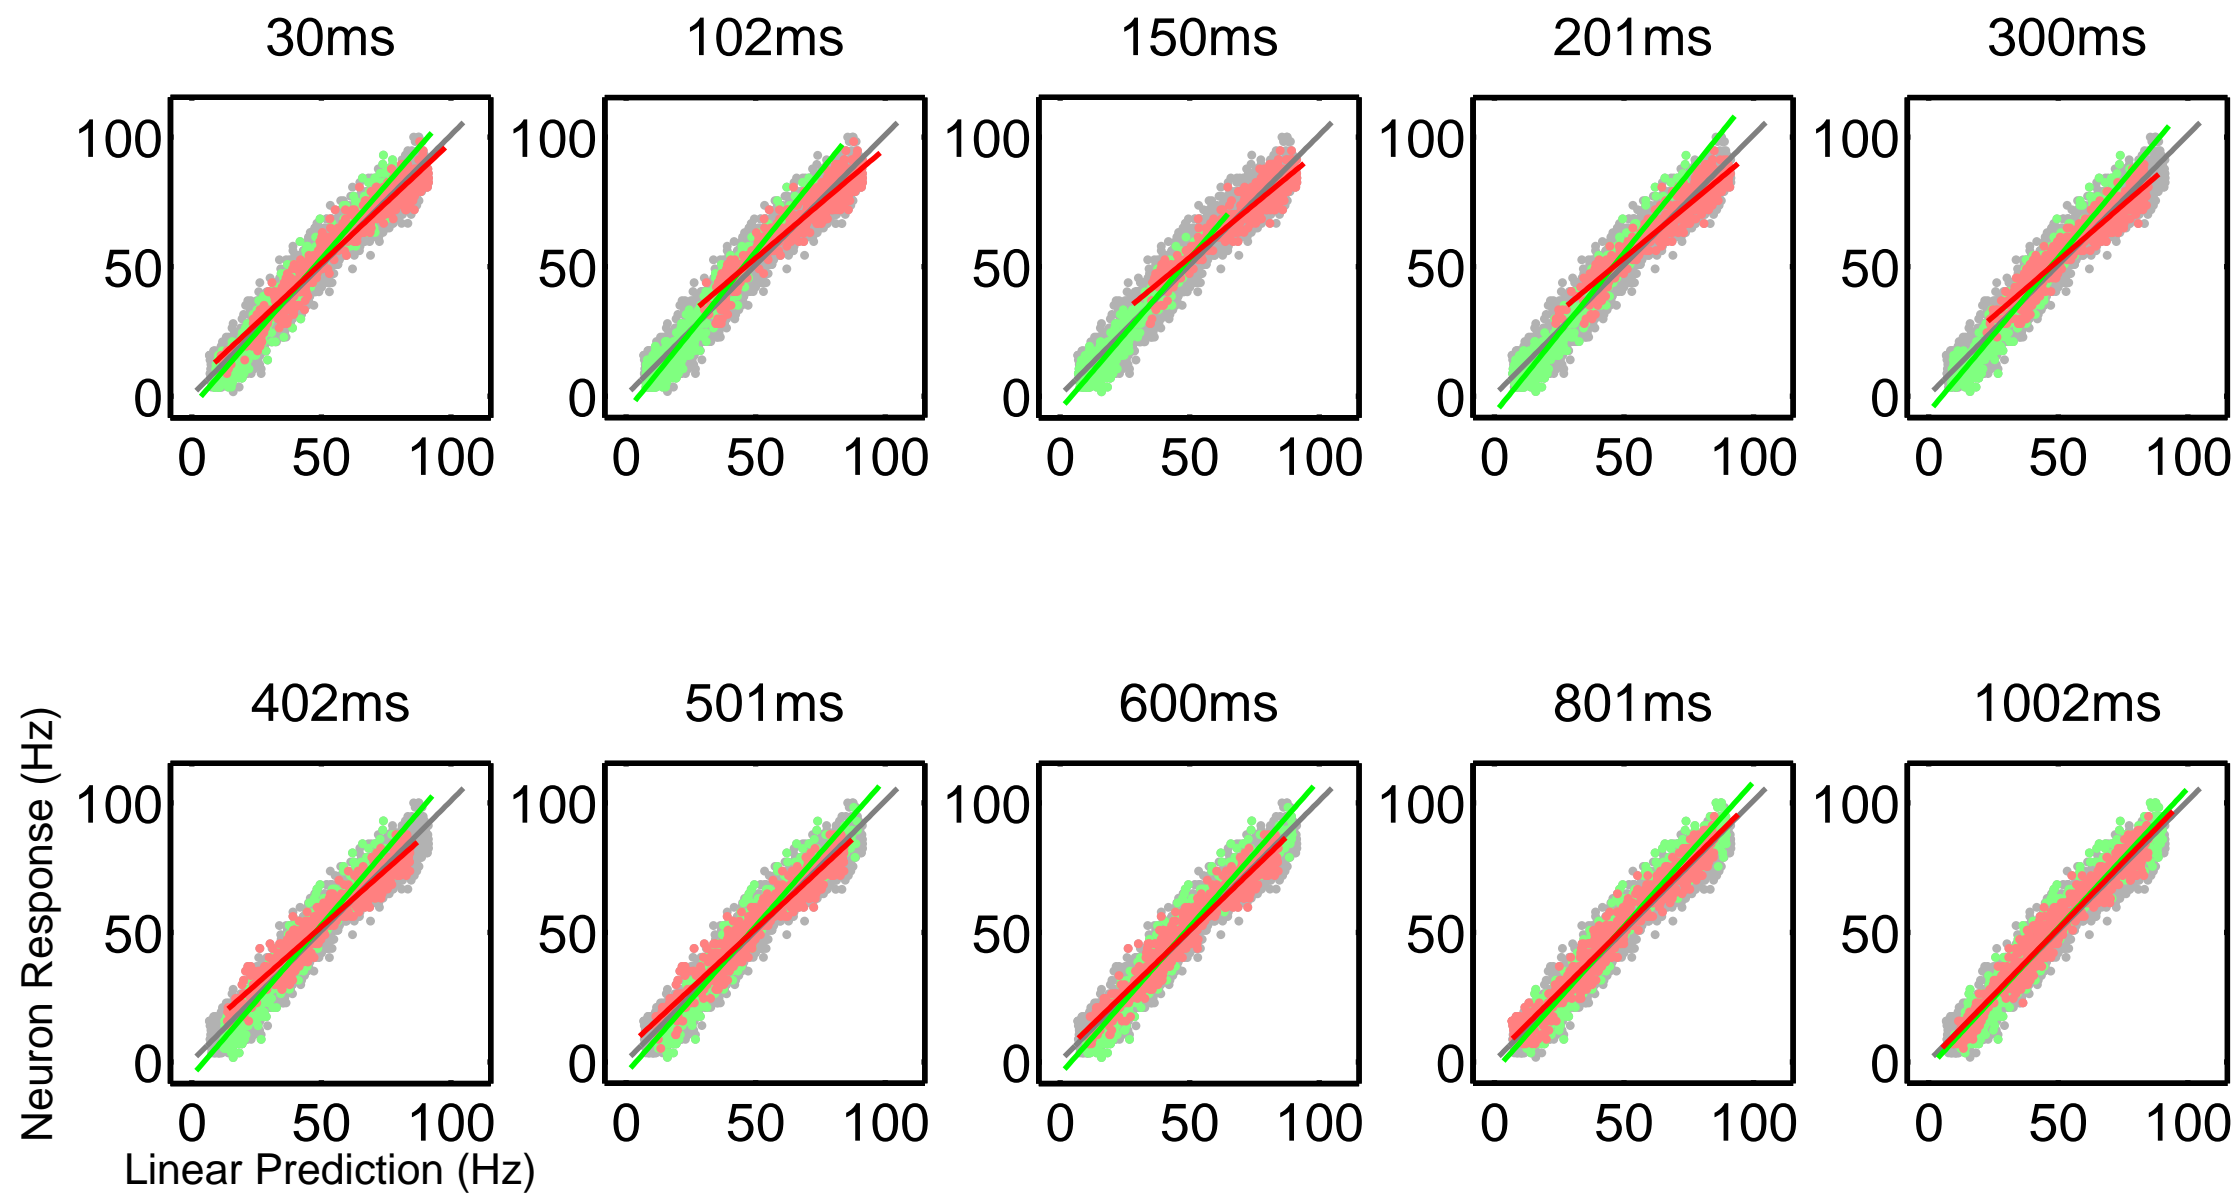 30ms 102ms 150ms 201ms 300ms
100 100 100 100 100
50 50 50 50 50
0 0 0 0 0
0 50 100 0 50 100 0 50 100 0 50 100 0 50 100
402ms 501ms 600ms 801ms 1002ms
Neuron Response (Hz)
100 100 100 100 100
50 50 50 50 50
0 0 0 0 0
0 50 100 0 50 100 0 50 100 0 50 100 0 50 100
Linear Prediction (Hz)